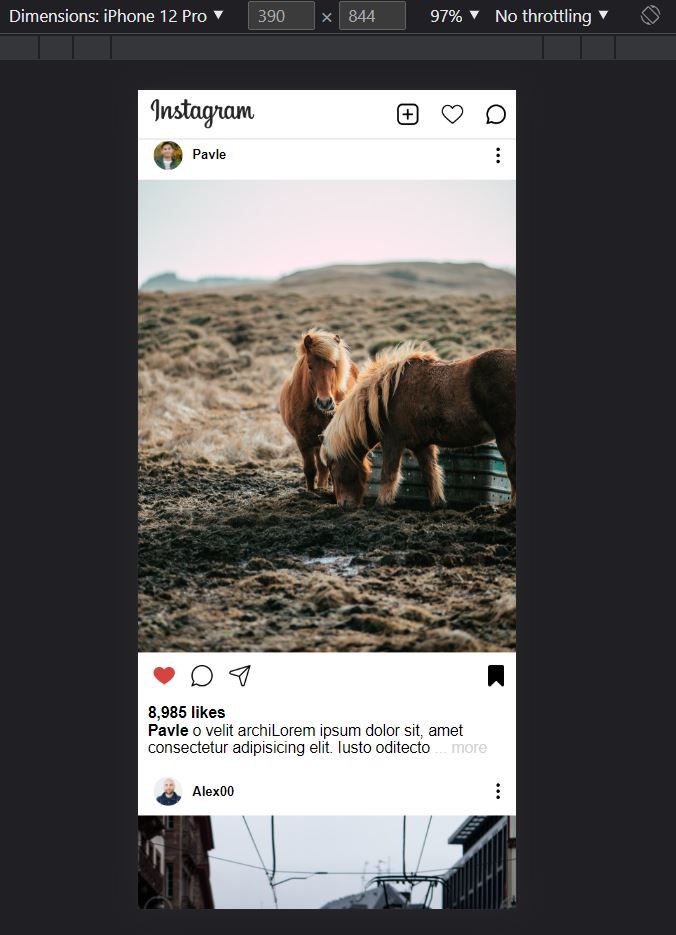 Dimensions: iPhone 12 Pro ▼ 390 × 844 97% ▼ No throttling ▼
Instagram
Pavle
8,985 likes
Pavle o velit archiLorem ipsum dolor sit, amet
consectetur adipisicing elit. Iusto oditecto ... more
Alex00